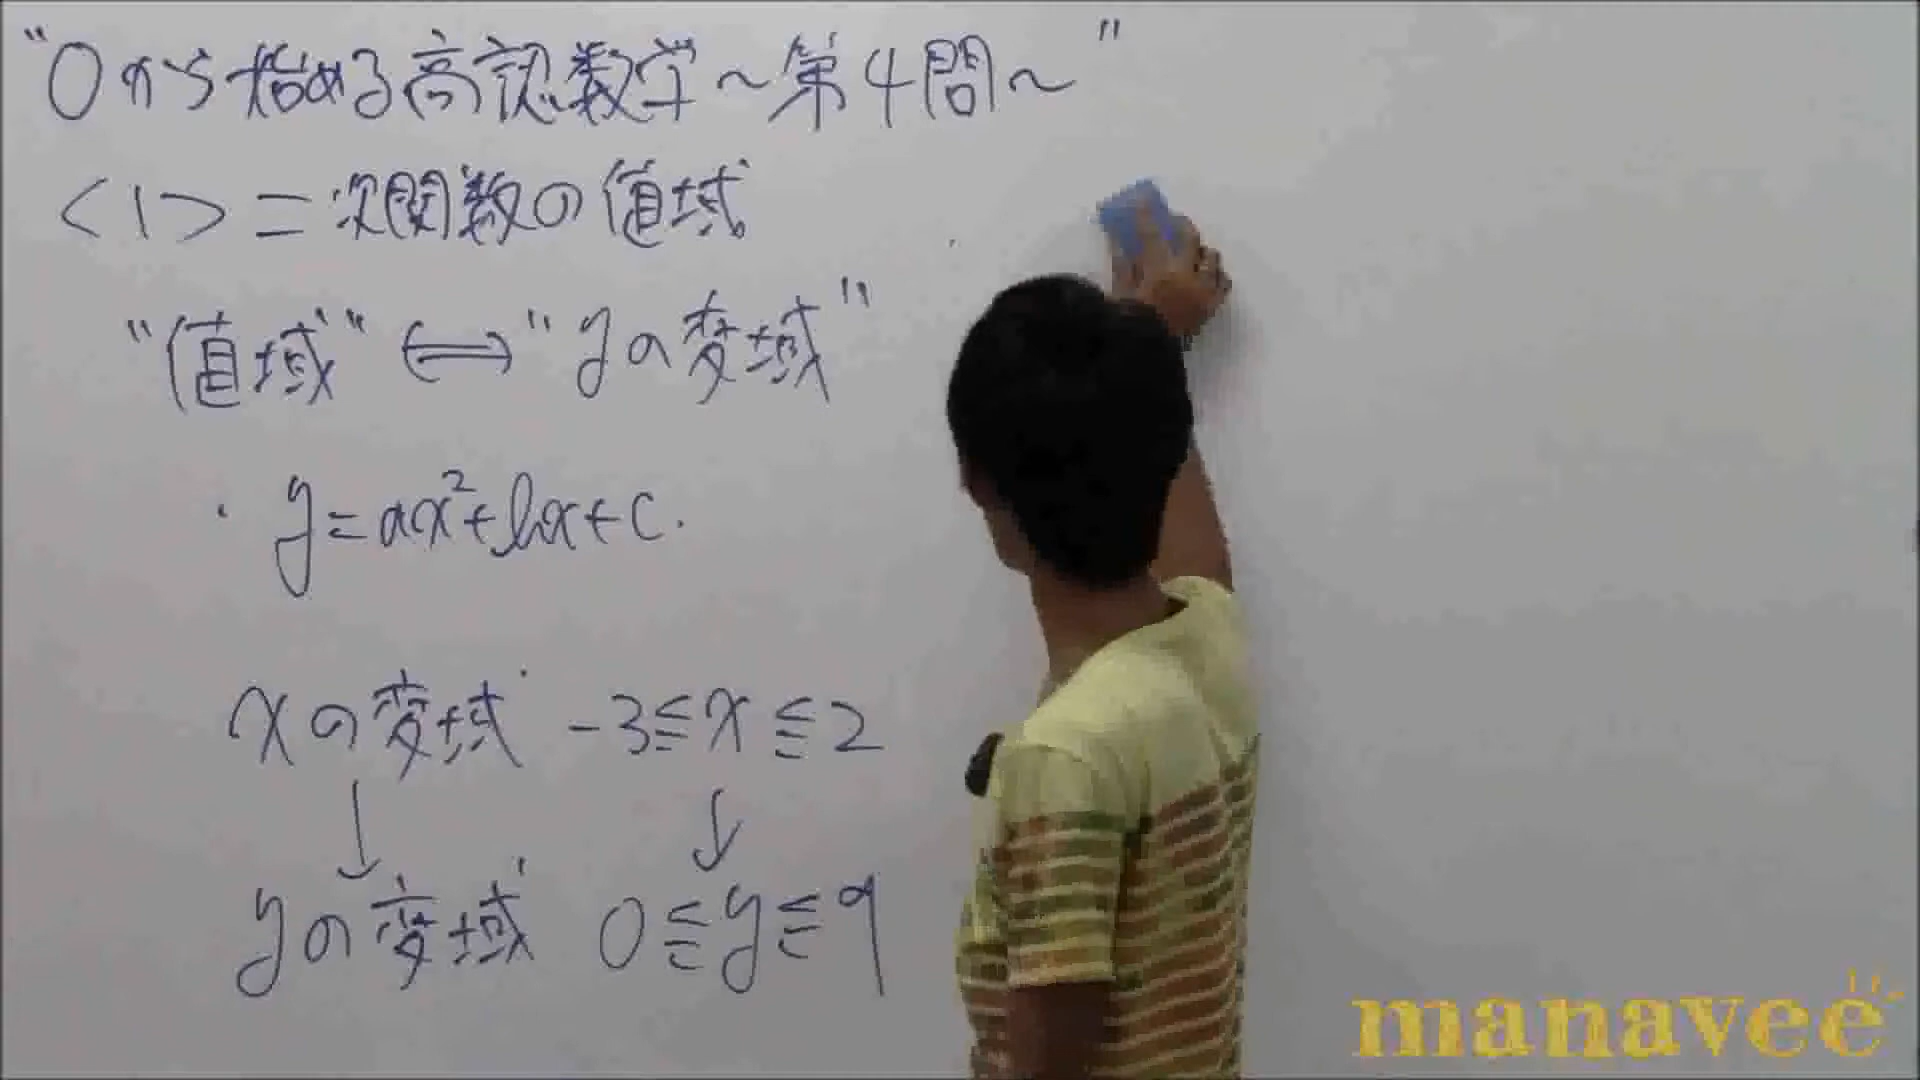 "0から始める高認数学～第4問～"
<1> 二次関数の値域
"値域" ⇔ "yの変域"
・ y=ax²+bx+c.
xの変域 -3≦x≦2
↓ ↓
yの変域 0≦y≦9
manavee